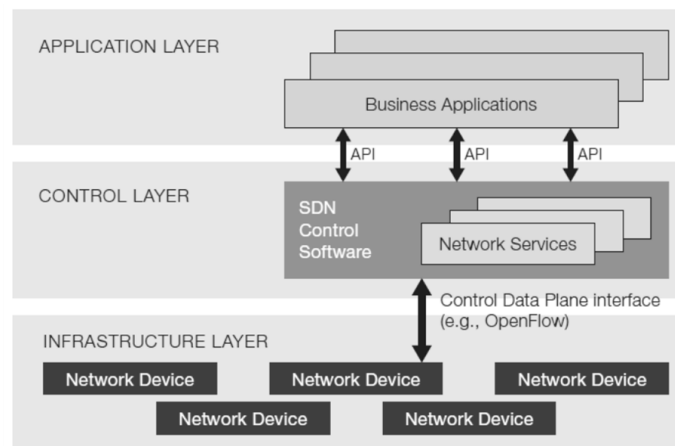 APPLICATION LAYER
Business Applications
API
API
API
CONTROL LAYER
SDN
Control
Software
Network Services
Control Data Plane interface
(e.g., OpenFlow)
INFRASTRUCTURE LAYER
Network Device
Network Device
Network Device
Network Device
Network Device